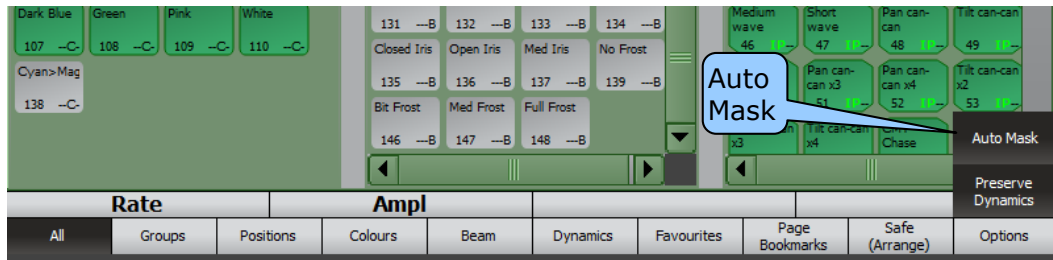 Dark Blue
107 --C-
Green
108 --C-
Pink
109 --C-
White
110 --C-
Cyan>Mag
138 --C-
131 ---B
132 ---B
133 ---B
134 ---B
Closed Iris
135 ---B
Open Iris
136 ---B
Med Iris
137 ---B
No Frost
139 ---B
Bit Frost
146 ---B
Med Frost
147 ---B
Full Frost
148 ---B
Medium
wave
46 IP--
Short
wave
47 IP--
Pan can-
can
48 IP--
Tilt can-can
49 IP--
Pan can-
can x3
51 IP--
Pan can-
can x4
52 IP--
Tilt can-can
x2
53 IP--
x3
Tilt can-can
x4
Chase
Auto
Mask
Auto Mask
Preserve
Dynamics
Rate
Ampl
All
Groups
Positions
Colours
Beam
Dynamics
Favourites
Page
Bookmarks
Safe
(Arrange)
Options